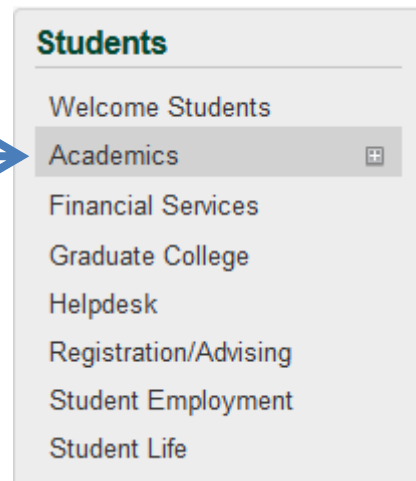 Students
Welcome Students
Academics
Financial Services
Graduate College
Helpdesk
Registration/Advising
Student Employment
Student Life